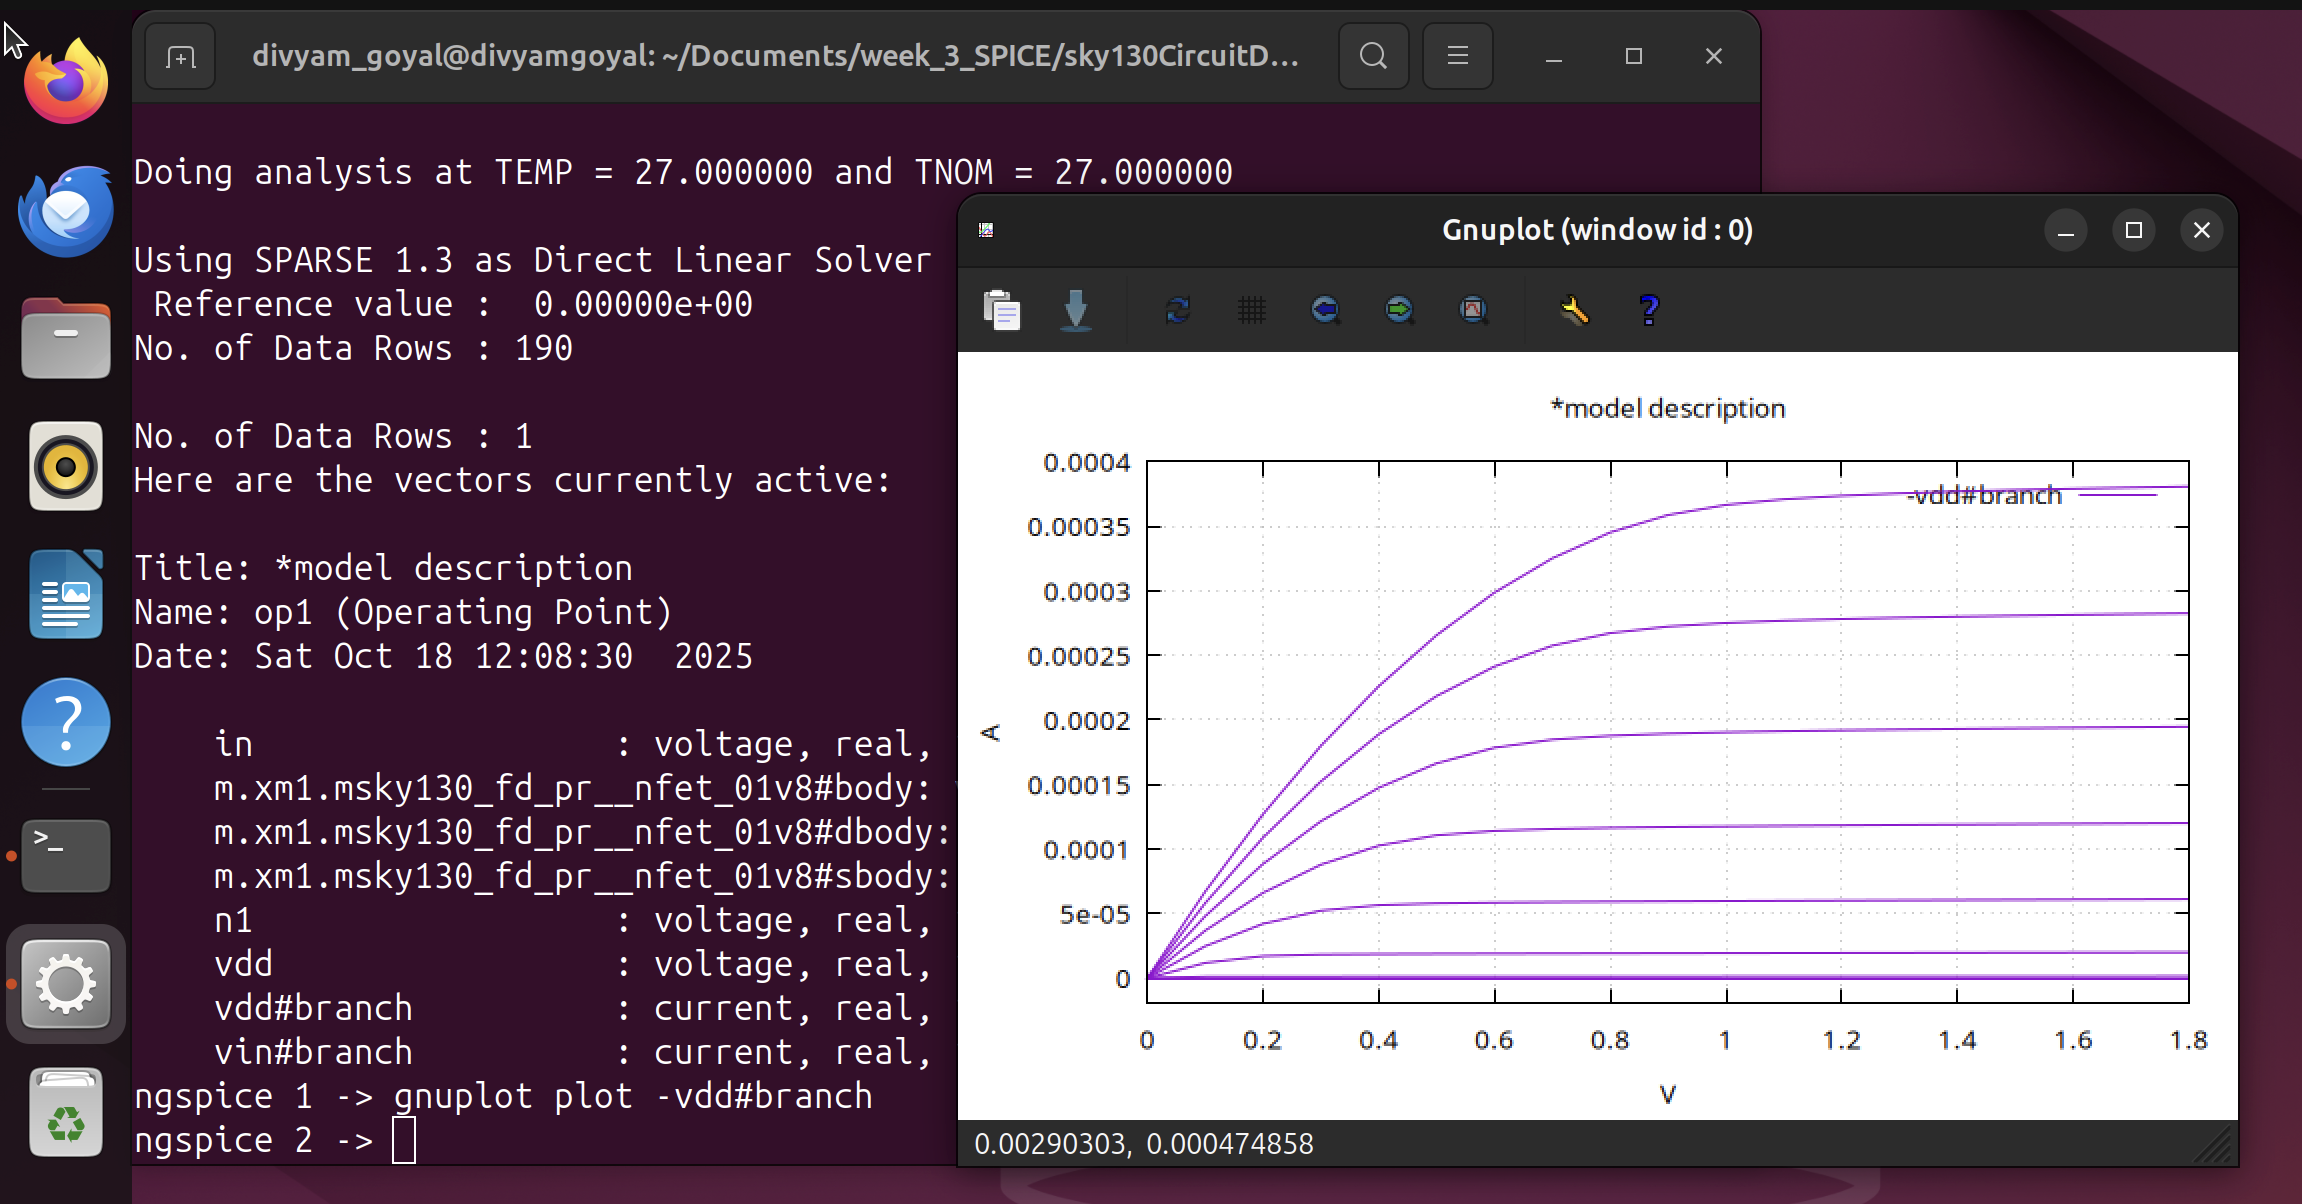 divyam_goyal@divyamgoyal: ~/Documents/week_3_SPICE/sky130CircuitD...
Doing analysis at TEMP = 27.000000 and TNOM = 27.000000
Using SPARSE 1.3 as Direct Linear Solver
Reference value :  0.00000e+00
No. of Data Rows : 190
No. of Data Rows : 1
Here are the vectors currently active:
Title: *model description
Name: op1 (Operating Point)
Date: Sat Oct 18 12:08:30  2025
in : voltage, real,
m.xm1.msky130_fd_pr__nfet_01v8#body:
m.xm1.msky130_fd_pr__nfet_01v8#dbody:
m.xm1.msky130_fd_pr__nfet_01v8#sbody:
n1 : voltage, real,
vdd : voltage, real,
vdd#branch : current, real,
vin#branch : current, real,
ngspice 1 -> gnuplot plot -vdd#branch
ngspice 2 ->
Gnuplot (window id : 0)
*model description
-vdd#branch
0.0004
0.00035
0.0003
0.00025
0.0002
0.00015
0.0001
5e-05
0
A
0 0.2 0.4 0.6 0.8 1 1.2 1.4 1.6 1.8
V
0.00290303, 0.000474858